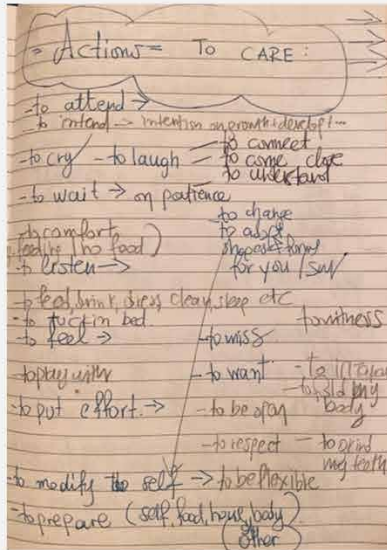 Actions = TO CARE:
- to attend →
- to intend → intention on growth + develop
- to cry - to laugh
- to connect
- to come close
- to understand
- to wait → on patience
- to change
- to adapt
shapes & forms
for you /
- to comfort
(no food)
- to listen →
- to feed, drink, dress, clean, sleep etc
- to tuck in bed
- to witness
- to feel →
- to miss
- to play with
- to want
- to hold my
body
- to put effort →
- to be open
- to respect
- to grind
my teeth
- to modify the self → to be flexible
- to prepare (self, food, house, body)
(other)